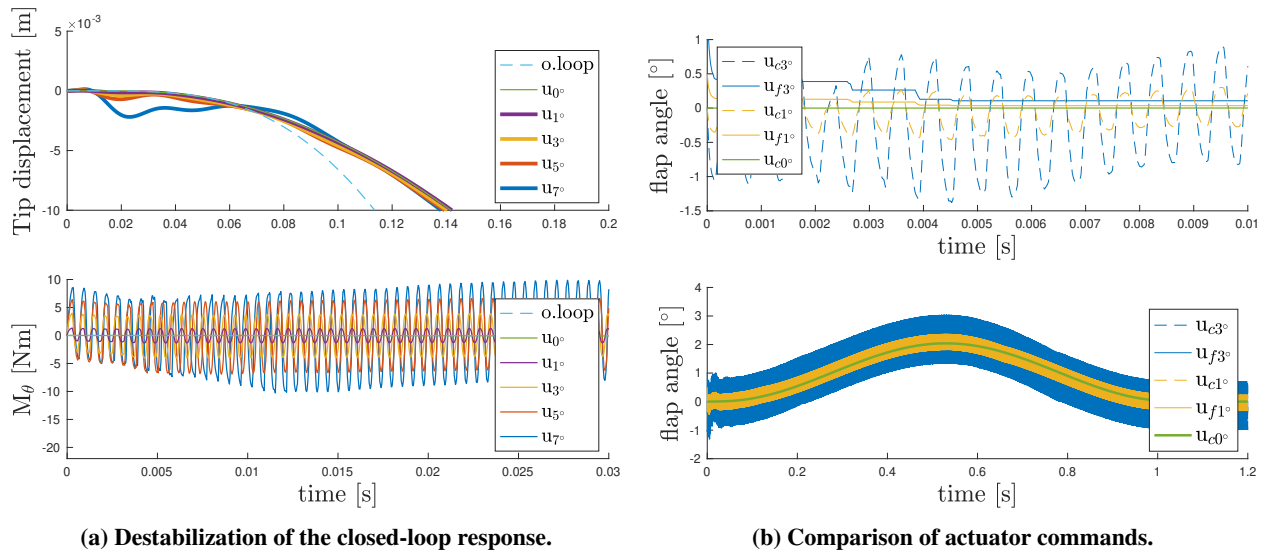 ×10⁻³
Tip displacement [m]
5
0
-5
-10
0 0.02 0.04 0.06 0.08 0.1 0.12 0.14 0.16 0.18 0.2
o.loop
u0°
u1°
u3°
u5°
u7°
Mθ [Nm]
10
5
0
-5
-10
-15
-20
0 0.005 0.01 0.015 0.02 0.025 0.03
time [s]
o.loop
u0°
u1°
u3°
u5°
u7°
(a) Destabilization of the closed-loop response.
flap angle [°]
1
0.5
0
-0.5
-1
-1.5
0 0.001 0.002 0.003 0.004 0.005 0.006 0.007 0.008 0.009 0.01
time [s]
uc3°
uf3°
uc1°
uf1°
uc0°
flap angle [°]
4
3
2
1
0
-1
-2
0 0.2 0.4 0.6 0.8 1 1.2
time [s]
uc3°
uf3°
uc1°
uf1°
uc0°
(b) Comparison of actuator commands.